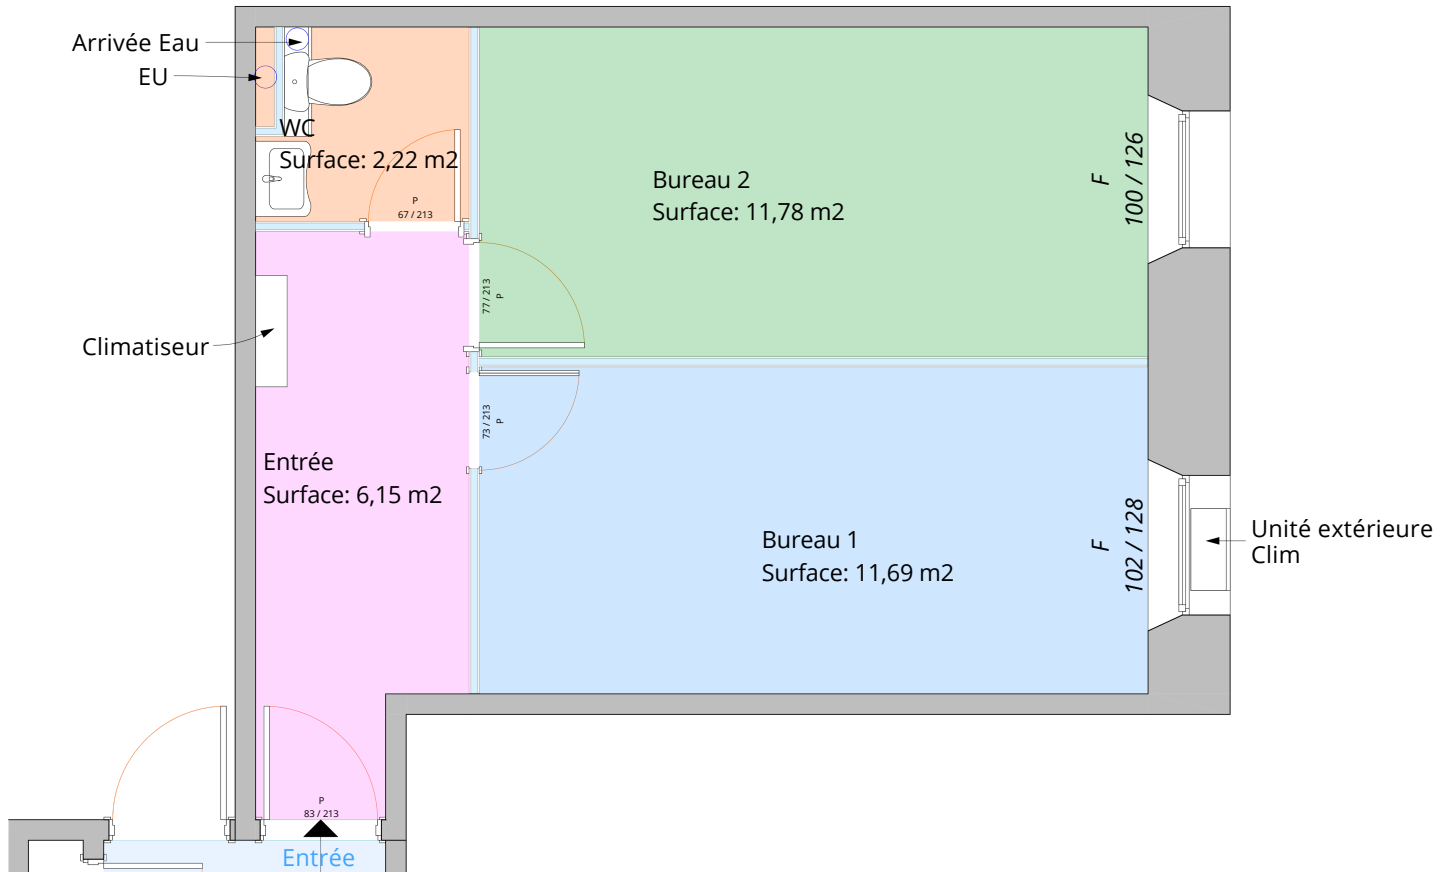 Arrivée Eau
EU
WC
Surface: 2,22 m2
P
67 / 213
Bureau 2
Surface: 11,78 m2
F
100 / 126
77 / 213
P
Climatiseur
73 / 213
P
Entrée
Surface: 6,15 m2
Bureau 1
Surface: 11,69 m2
F
102 / 128
Unité extérieure
Clim
P
83 / 213
Entrée